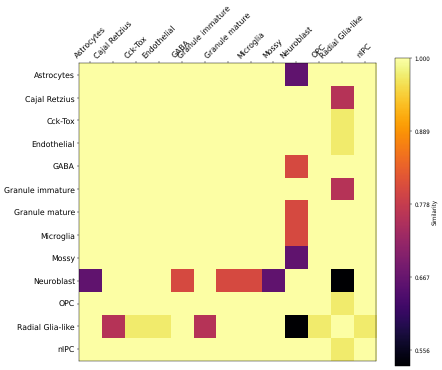 Astrocytes
Cajal Retzius
Cck-Tox
Endothelial
GABA
Granule immature
Granule mature
Microglia
Mossy
Neuroblast
OPC
Radial Glia-like
nIPC
Astrocytes
Cajal Retzius
Cck-Tox
Endothelial
GABA
Granule immature
Granule mature
Microglia
Mossy
Neuroblast
OPC
Radial Glia-like
nIPC
1.000
0.889
0.778
0.667
0.556
Similarity